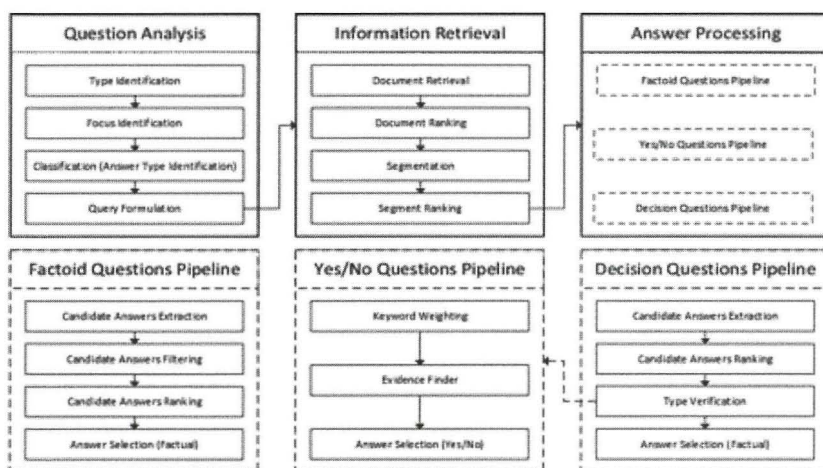 Question Analysis
Type Identification
Focus Identification
Classification (Answer Type Identification)
Query Formulation
Information Retrieval
Document Retrieval
Document Ranking
Segmentation
Segment Ranking
Answer Processing
Factoid Questions Pipeline
Yes/No Questions Pipeline
Decision Questions Pipeline
Factoid Questions Pipeline
Candidate Answers Extraction
Candidate Answers Filtering
Candidate Answers Ranking
Answer Selection (Factual)
Yes/No Questions Pipeline
Keyword Weighting
Evidence Finder
Answer Selection (Yes/No)
Decision Questions Pipeline
Candidate Answers Extraction
Candidate Answers Ranking
Type Verification
Answer Selection (Factual)